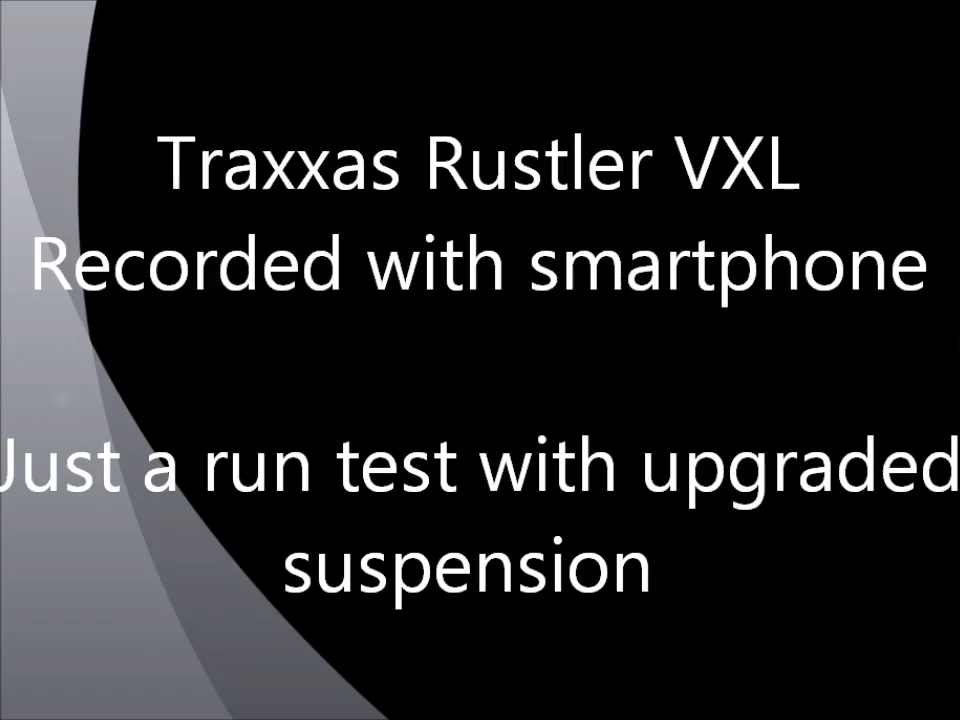 Traxxas Rustler VXL
Recorded with smartphone
Just a run test with upgraded
suspension